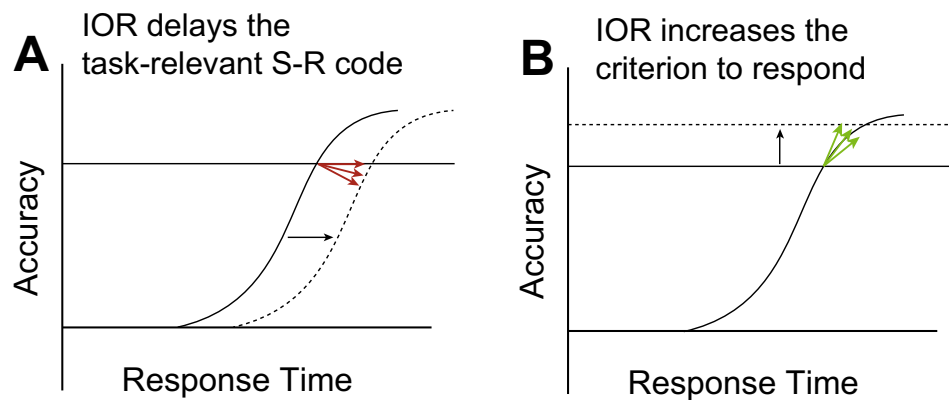 A
IOR delays the
task-relevant S-R code
Accuracy
Response Time
B
IOR increases the
criterion to respond
Accuracy
Response Time